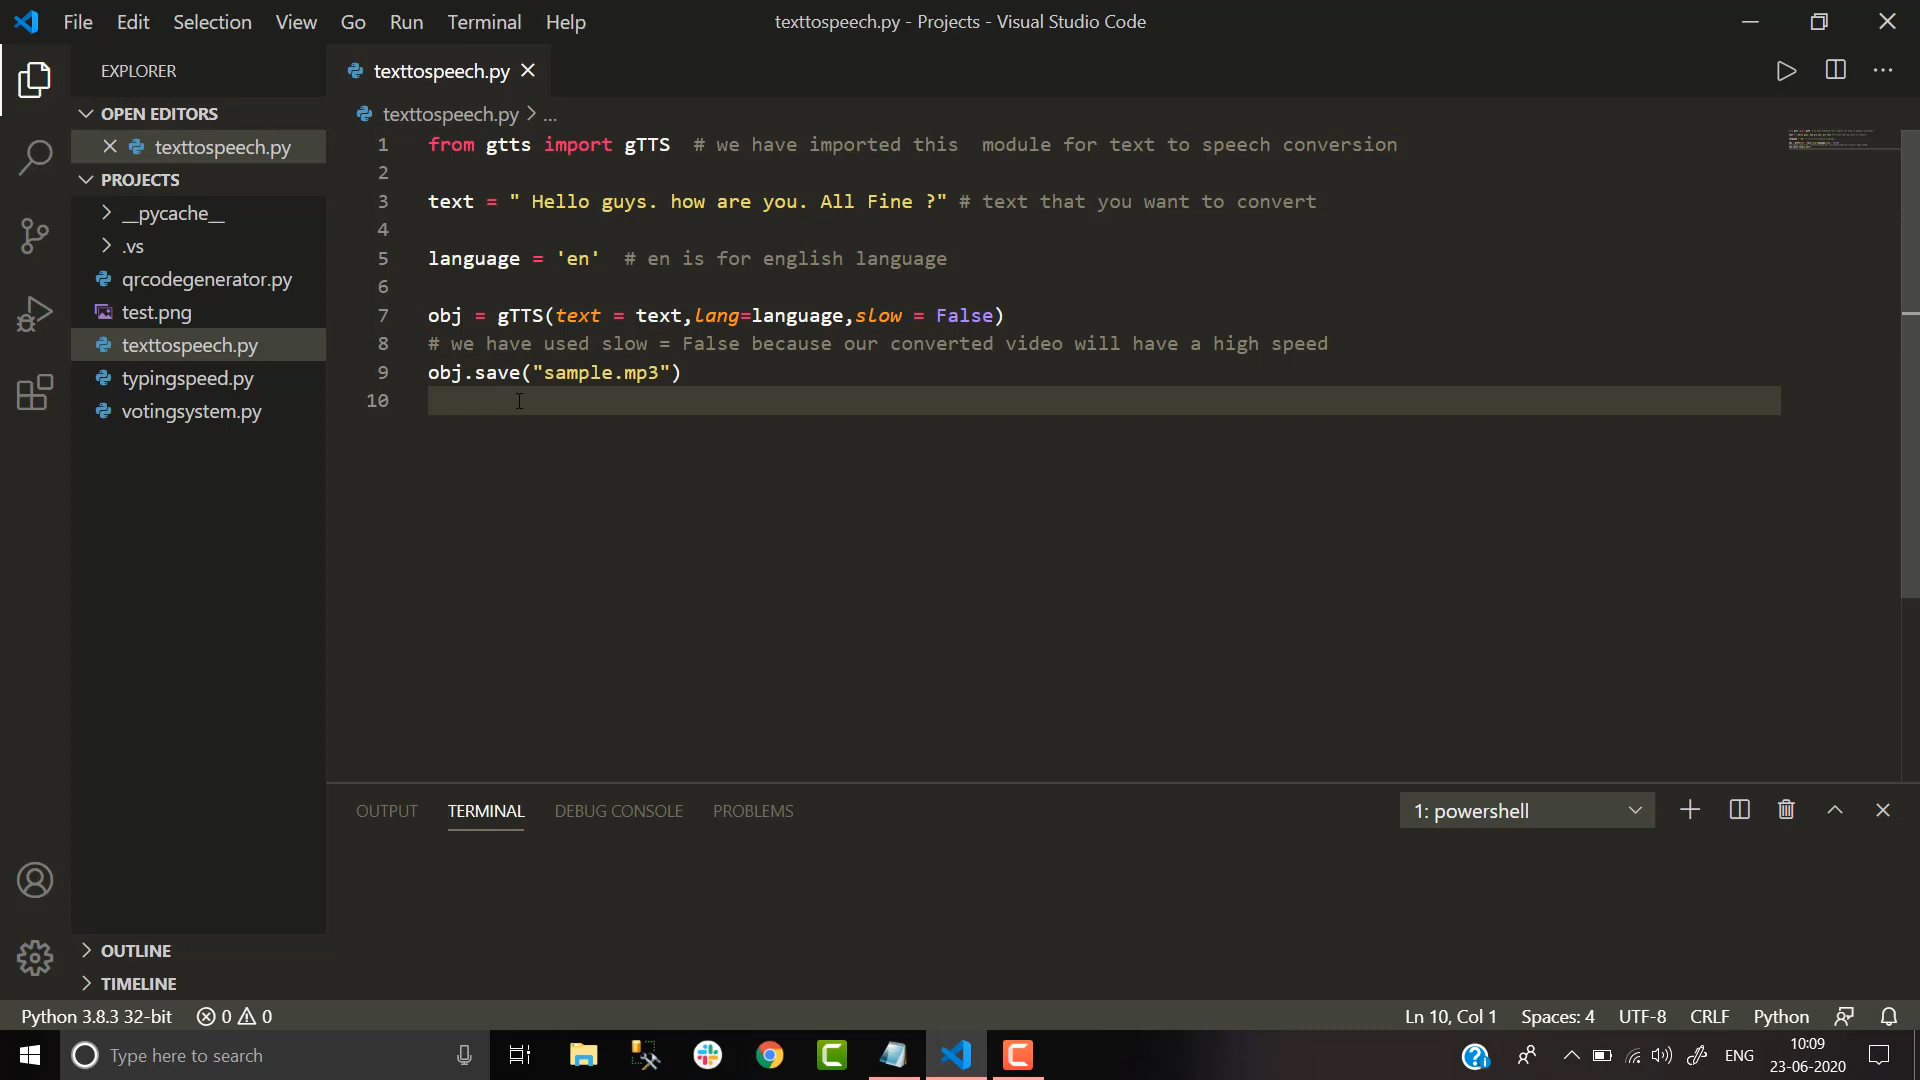 File Edit Selection View Go Run Terminal Help
texttospeech.py - Projects - Visual Studio Code
EXPLORER
OPEN EDITORS
texttospeech.py
PROJECTS
__pycache__
.vs
qrcodegenerator.py
test.png
texttospeech.py
typingspeed.py
votingsystem.py
OUTLINE
TIMELINE
texttospeech.py
texttospeech.py > ...
1 from gtts import gTTS  # we have imported this  module for text to speech conversion
2
3 text = " Hello guys. how are you. All Fine ?" # text that you want to convert
4
5 language = 'en'  # en is for english language
6
7 obj = gTTS(text = text,lang=language,slow = False)
8 # we have used slow = False because our converted video will have a high speed
9 obj.save("sample.mp3")
10
OUTPUT TERMINAL DEBUG CONSOLE PROBLEMS
1: powershell
Python 3.8.3 32-bit 0 0
Ln 10, Col 1 Spaces: 4 UTF-8 CRLF Python
Type here to search
ENG
10:09
23-06-2020